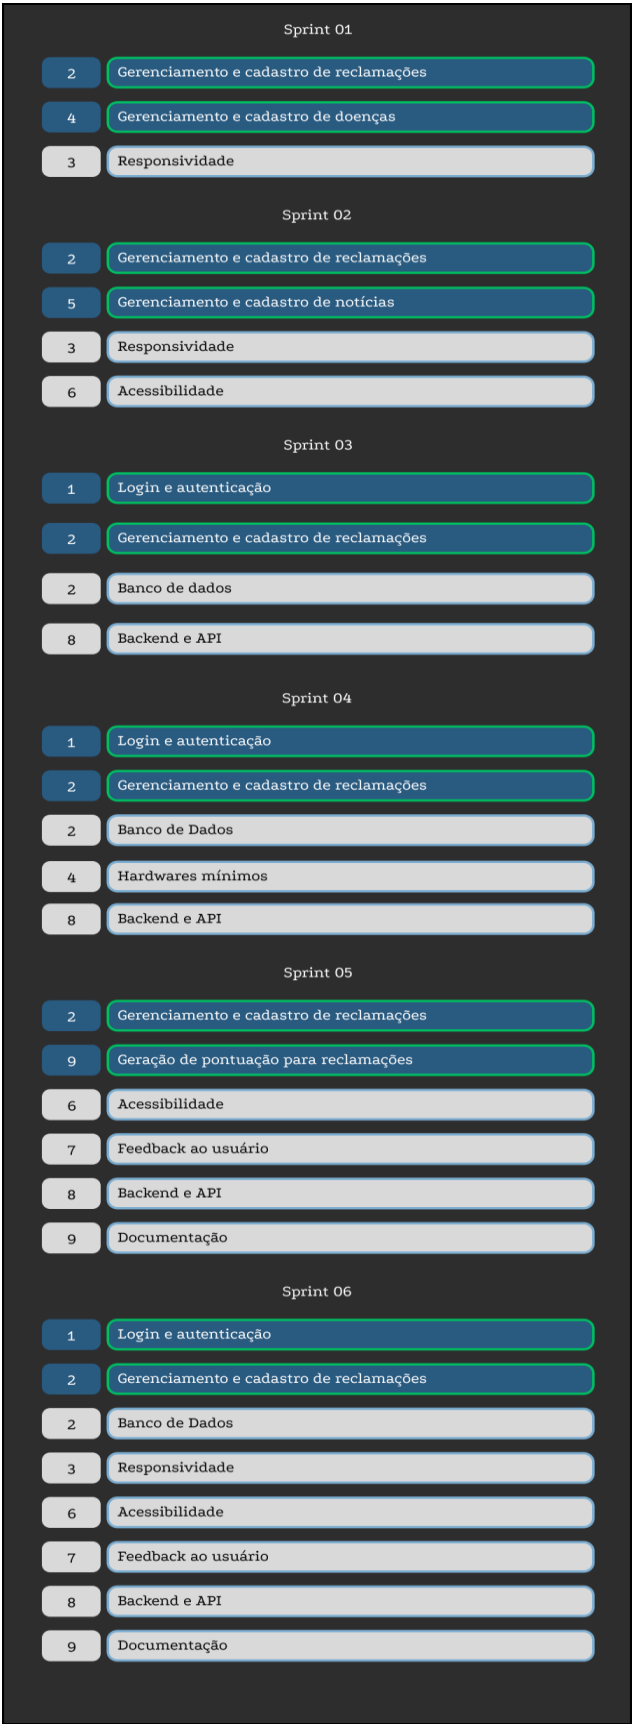 Sprint 01
2 Gerenciamento e cadastro de reclamações
4 Gerenciamento e cadastro de doenças
3 Responsividade
Sprint 02
2 Gerenciamento e cadastro de reclamações
5 Gerenciamento e cadastro de notícias
3 Responsividade
6 Acessibilidade
Sprint 03
1 Login e autenticação
2 Gerenciamento e cadastro de reclamações
2 Banco de dados
8 Backend e API
Sprint 04
1 Login e autenticação
2 Gerenciamento e cadastro de reclamações
2 Banco de Dados
4 Hardwares mínimos
8 Backend e API
Sprint 05
2 Gerenciamento e cadastro de reclamações
9 Geração de pontuação para reclamações
6 Acessibilidade
7 Feedback ao usuário
8 Backend e API
9 Documentação
Sprint 06
1 Login e autenticação
2 Gerenciamento e cadastro de reclamações
2 Banco de Dados
3 Responsividade
6 Acessibilidade
7 Feedback ao usuário
8 Backend e API
9 Documentação